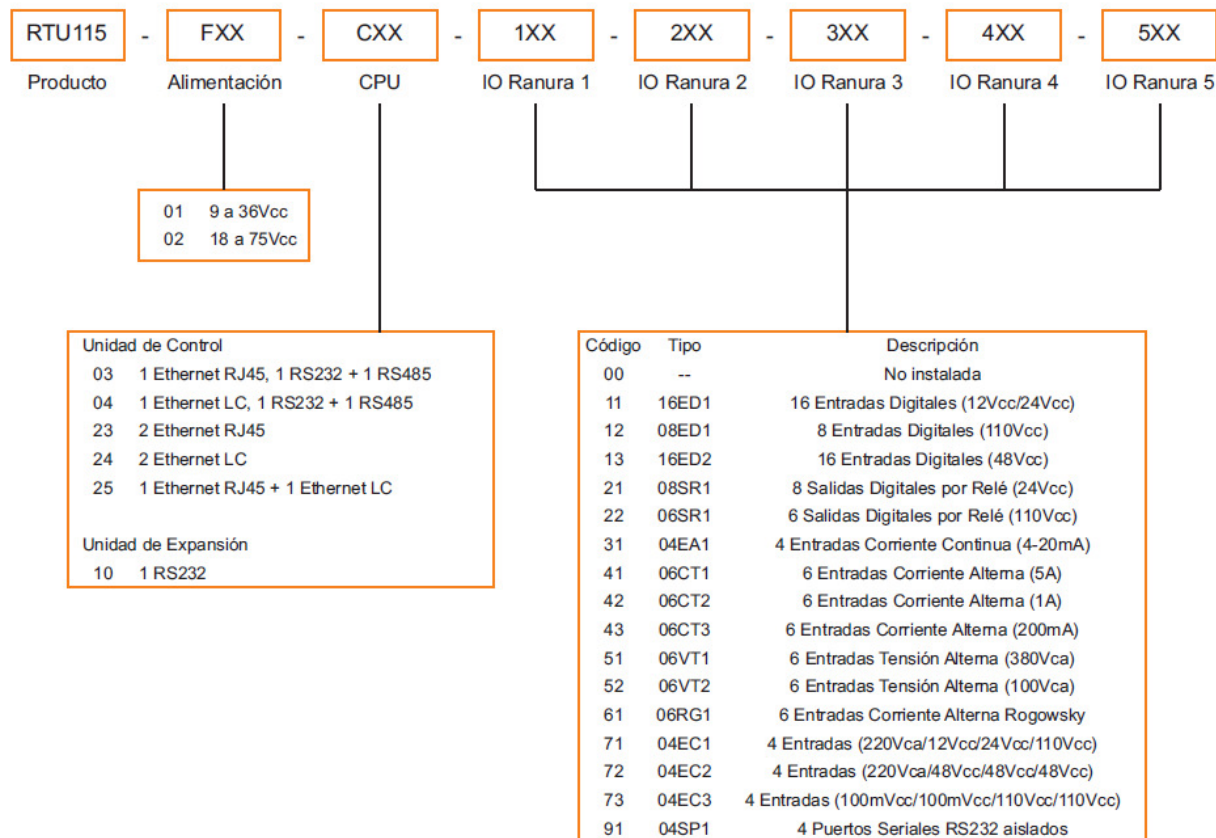 RTU115 - FXX - CXX - 1XX - 2XX - 3XX - 4XX - 5XX
Producto Alimentación CPU IO Ranura 1 IO Ranura 2 IO Ranura 3 IO Ranura 4 IO Ranura 5
01 9 a 36Vcc
02 18 a 75Vcc
Unidad de Control
03 1 Ethernet RJ45, 1 RS232 + 1 RS485
04 1 Ethernet LC, 1 RS232 + 1 RS485
23 2 Ethernet RJ45
24 2 Ethernet LC
25 1 Ethernet RJ45 + 1 Ethernet LC
Unidad de Expansión
10 1 RS232
Código Tipo Descripción
00 -- No instalada
11 16ED1 16 Entradas Digitales (12Vcc/24Vcc)
12 08ED1 8 Entradas Digitales (110Vcc)
13 16ED2 16 Entradas Digitales (48Vcc)
21 08SR1 8 Salidas Digitales por Relé (24Vcc)
22 06SR1 6 Salidas Digitales por Relé (110Vcc)
31 04EA1 4 Entradas Corriente Continua (4-20mA)
41 06CT1 6 Entradas Corriente Alterna (5A)
42 06CT2 6 Entradas Corriente Alterna (1A)
43 06CT3 6 Entradas Corriente Alterna (200mA)
51 06VT1 6 Entradas Tensión Alterna (380Vca)
52 06VT2 6 Entradas Tensión Alterna (100Vca)
61 06RG1 6 Entradas Corriente Alterna Rogowsky
71 04EC1 4 Entradas (220Vca/12Vcc/24Vcc/110Vcc)
72 04EC2 4 Entradas (220Vca/48Vcc/48Vcc/48Vcc)
73 04EC3 4 Entradas (100mVcc/100mVcc/110Vcc/110Vcc)
91 04SP1 4 Puertos Seriales RS232 aislados